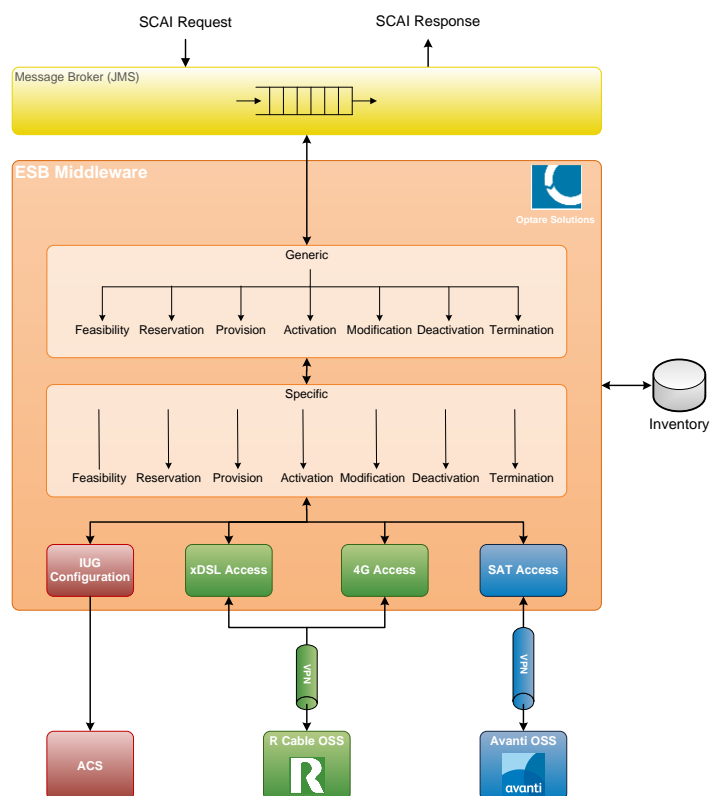 SCAI Request
SCAI Response
Message Broker (JMS)
ESB Middleware
Optare Solutions
Generic
Feasibility Reservation Provision Activation Modification Deactivation Termination
Inventory
Specific
Feasibility Reservation Provision Activation Modification Deactivation Termination
IUG
Configuration
xDSL Access
4G Access
SAT Access
VPN
VPN
ACS
R Cable OSS
R
Avanti OSS
avanti